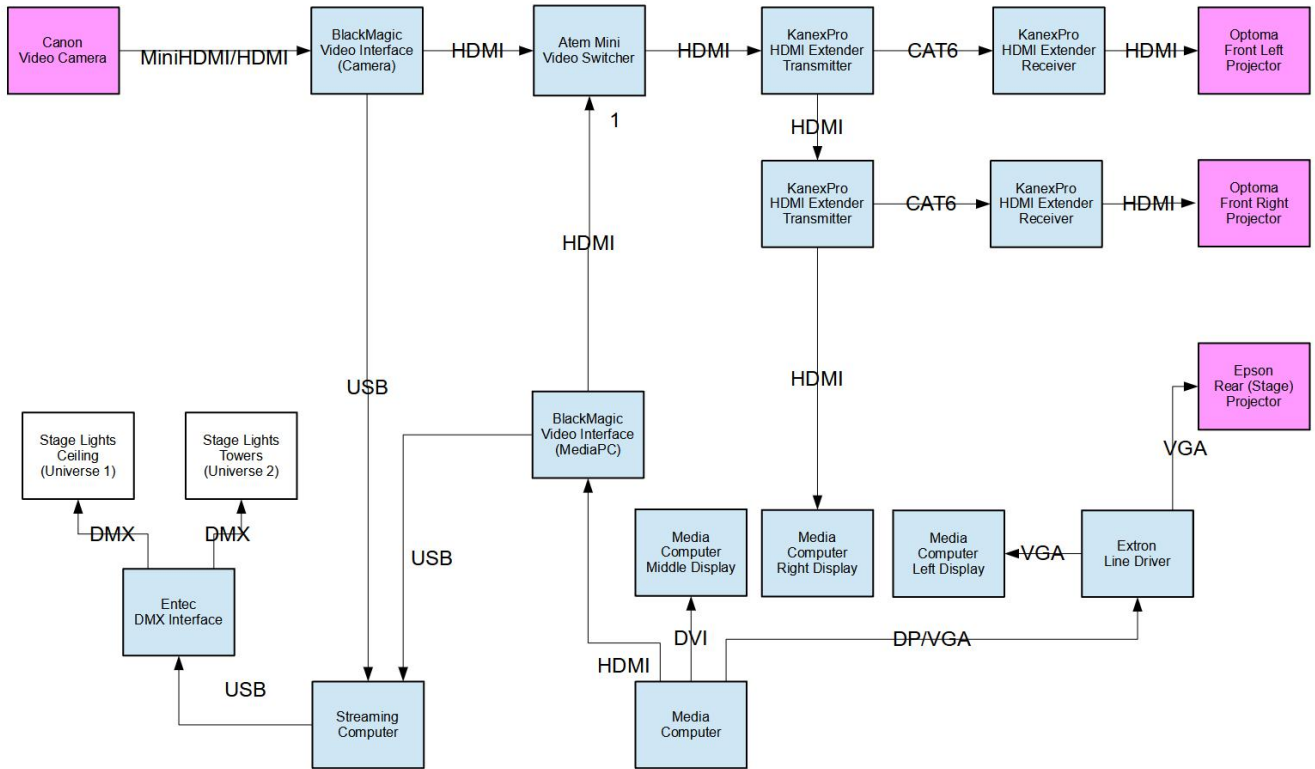 Canon
Video Camera
MiniHDMI/HDMI
BlackMagic
Video Interface
(Camera)
HDMI
Atem Mini
Video Switcher
HDMI
KanexPro
HDMI Extender
Transmitter
CAT6
KanexPro
HDMI Extender
Receiver
HDMI
Optoma
Front Left
Projector
1
HDMI
KanexPro
HDMI Extender
Transmitter
CAT6
KanexPro
HDMI Extender
Receiver
HDMI
Optoma
Front Right
Projector
HDMI
USB
HDMI
Epson
Rear (Stage)
Projector
Stage Lights
Ceiling
(Universe 1)
Stage Lights
Towers
(Universe 2)
BlackMagic
Video Interface
(MediaPC)
VGA
DMX
DMX
USB
Media
Computer
Middle Display
Media
Computer
Right Display
Media
Computer
Left Display
VGA
Extron
Line Driver
Entec
DMX Interface
HDMI
DVI
DP/VGA
USB
Streaming
Computer
Media
Computer